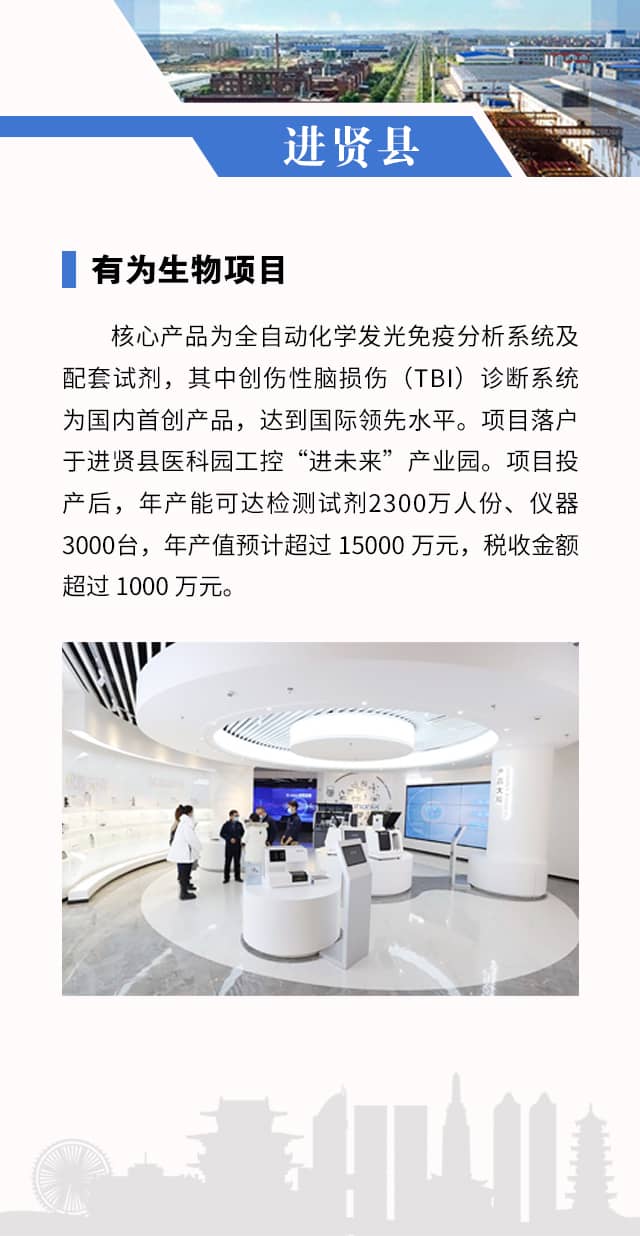 进贤县
有为生物项目
核心产品为全自动化学发光免疫分析系统及
配套试剂，其中创伤性脑损伤（TBI）诊断系统
为国内首创产品，达到国际领先水平。项目落户
于进贤县医科园工控“进未来”产业园。项目投
产后，年产能可达检测试剂2300万人份、仪器
3000台，年产值预计超过 15000 万元，税收金额
超过 1000 万元。